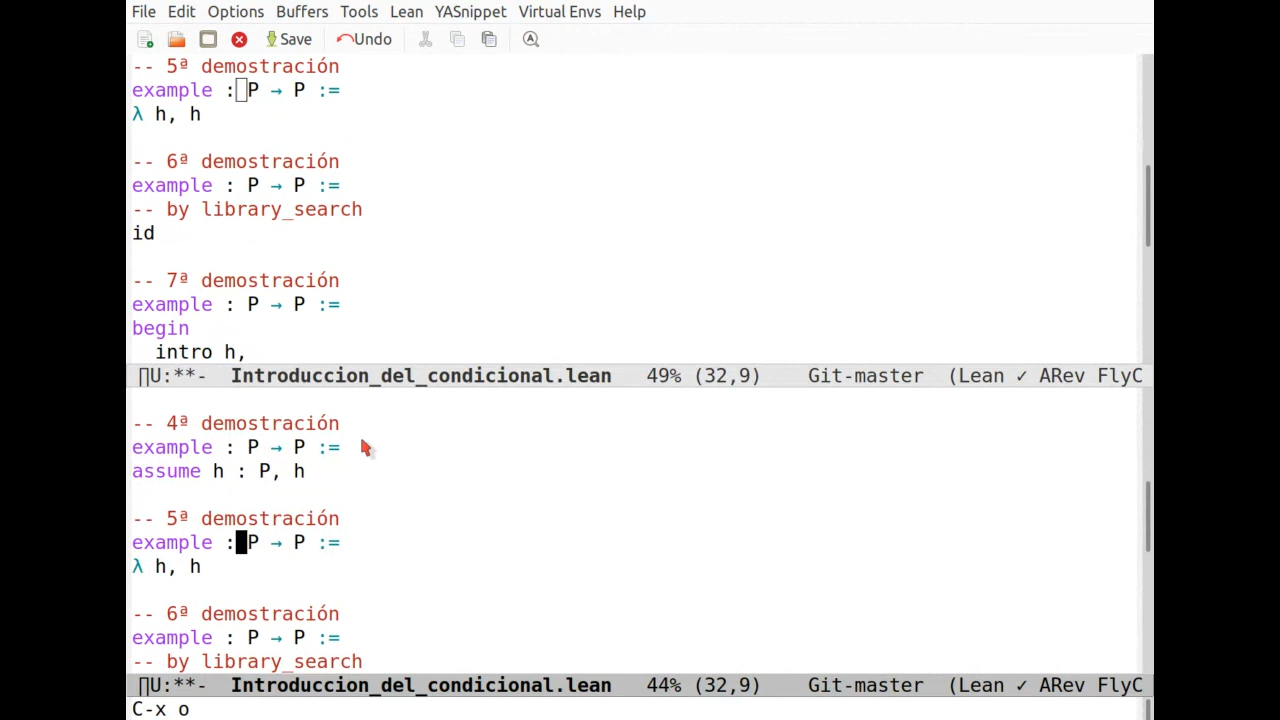 File Edit Options Buffers Tools Lean YASnippet Virtual Envs Help
Save Undo
-- 5ª demostración
example : P → P :=
λ h, h
-- 6ª demostración
example : P → P :=
-- by library_search
id
-- 7ª demostración
example : P → P :=
begin
intro h,
∏U:**- Introduccion_del_condicional.lean 49% (32,9) Git-master (Lean ✓ ARev FlyC
-- 4ª demostración
example : P → P :=
assume h : P, h
-- 5ª demostración
example : P → P :=
λ h, h
-- 6ª demostración
example : P → P :=
-- by library_search
∏U:**- Introduccion_del_condicional.lean 44% (32,9) Git-master (Lean ✓ ARev FlyC
C-x o